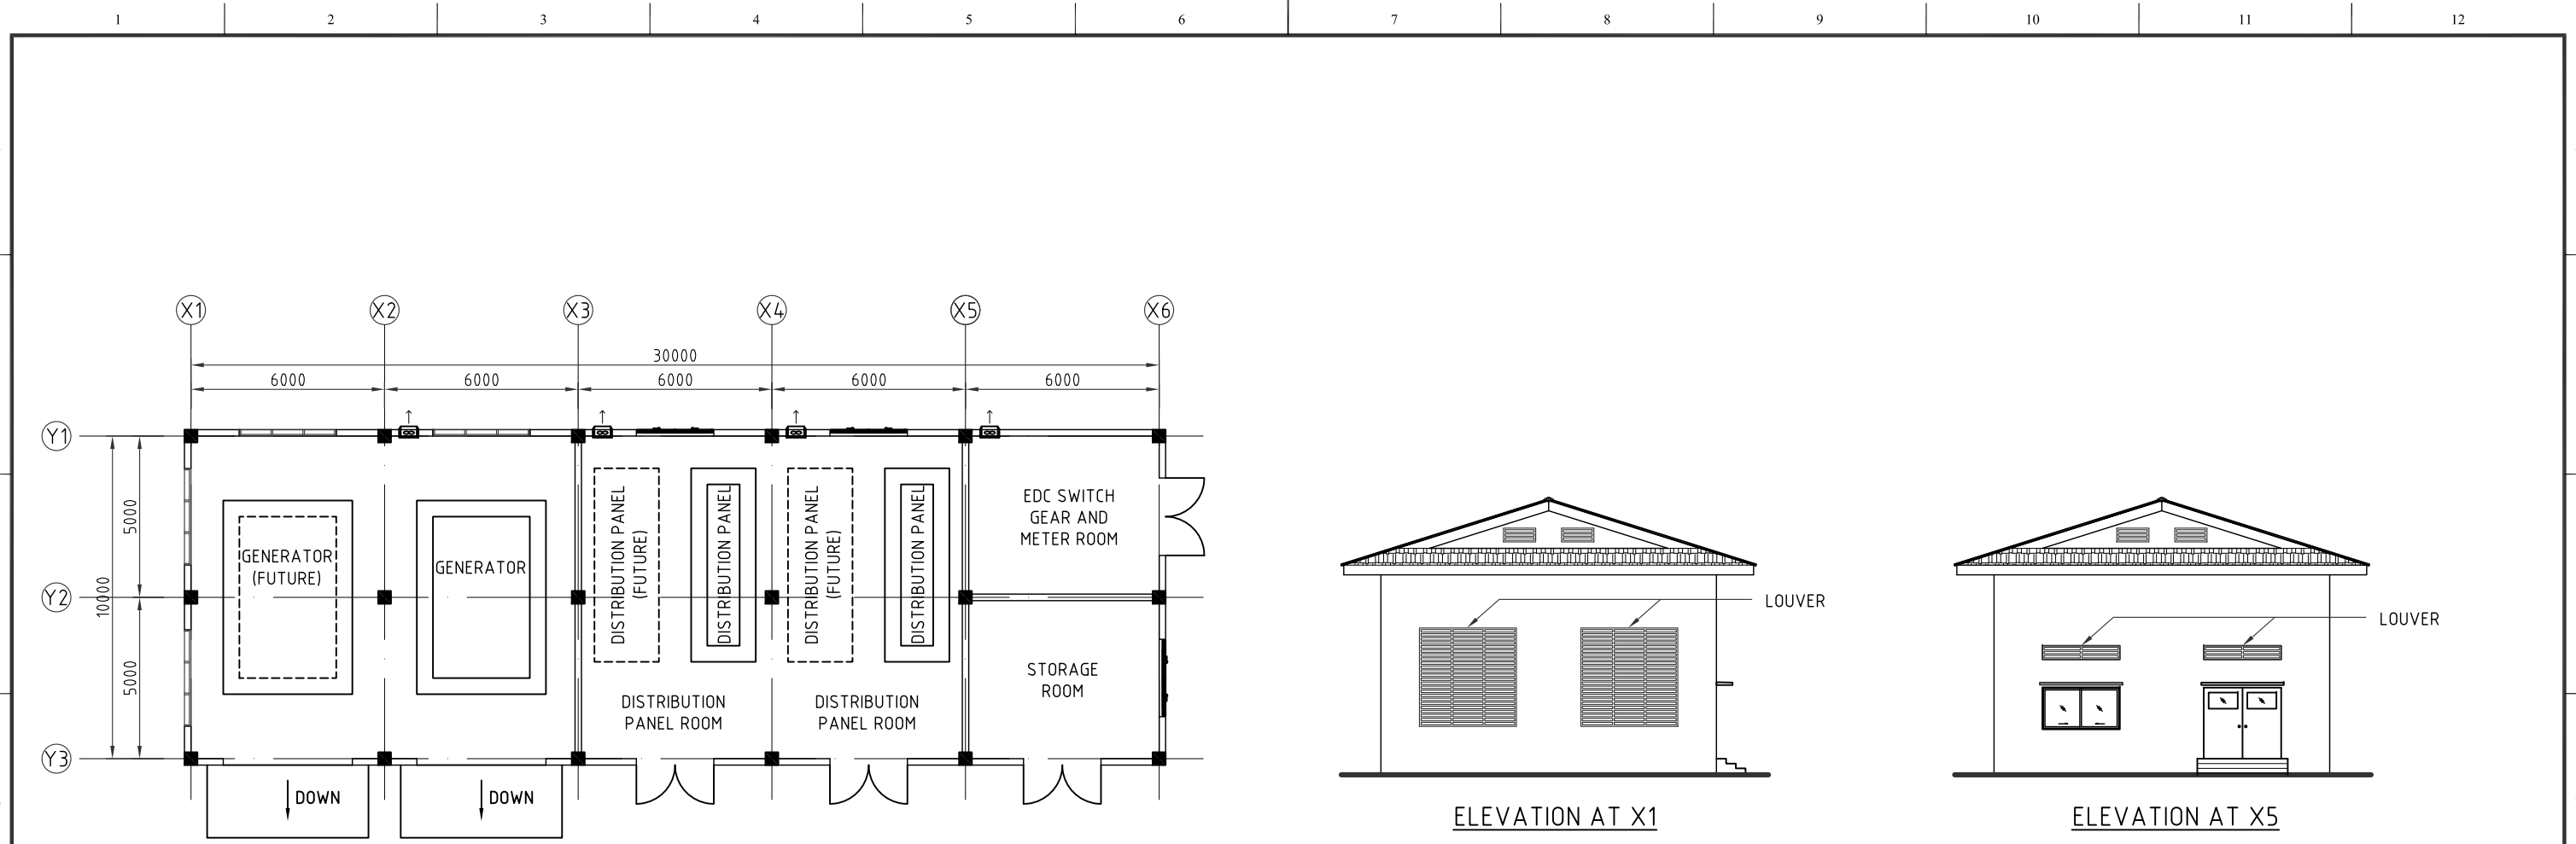 1 2 3 4 5 6 7 8 9 10 11 12
X1 X2 X3 X4 X5 X6
30000
6000 6000 6000 6000 6000
Y1
Y2
Y3
5000
10000
5000
GENERATOR
(FUTURE)
GENERATOR
DISTRIBUTION PANEL
(FUTURE)
DISTRIBUTION PANEL
DISTRIBUTION PANEL
(FUTURE)
DISTRIBUTION PANEL
EDC SWITCH
GEAR AND
METER ROOM
STORAGE
ROOM
DISTRIBUTION
PANEL ROOM
DISTRIBUTION
PANEL ROOM
DOWN
DOWN
LOUVER
ELEVATION AT X1
LOUVER
ELEVATION AT X5